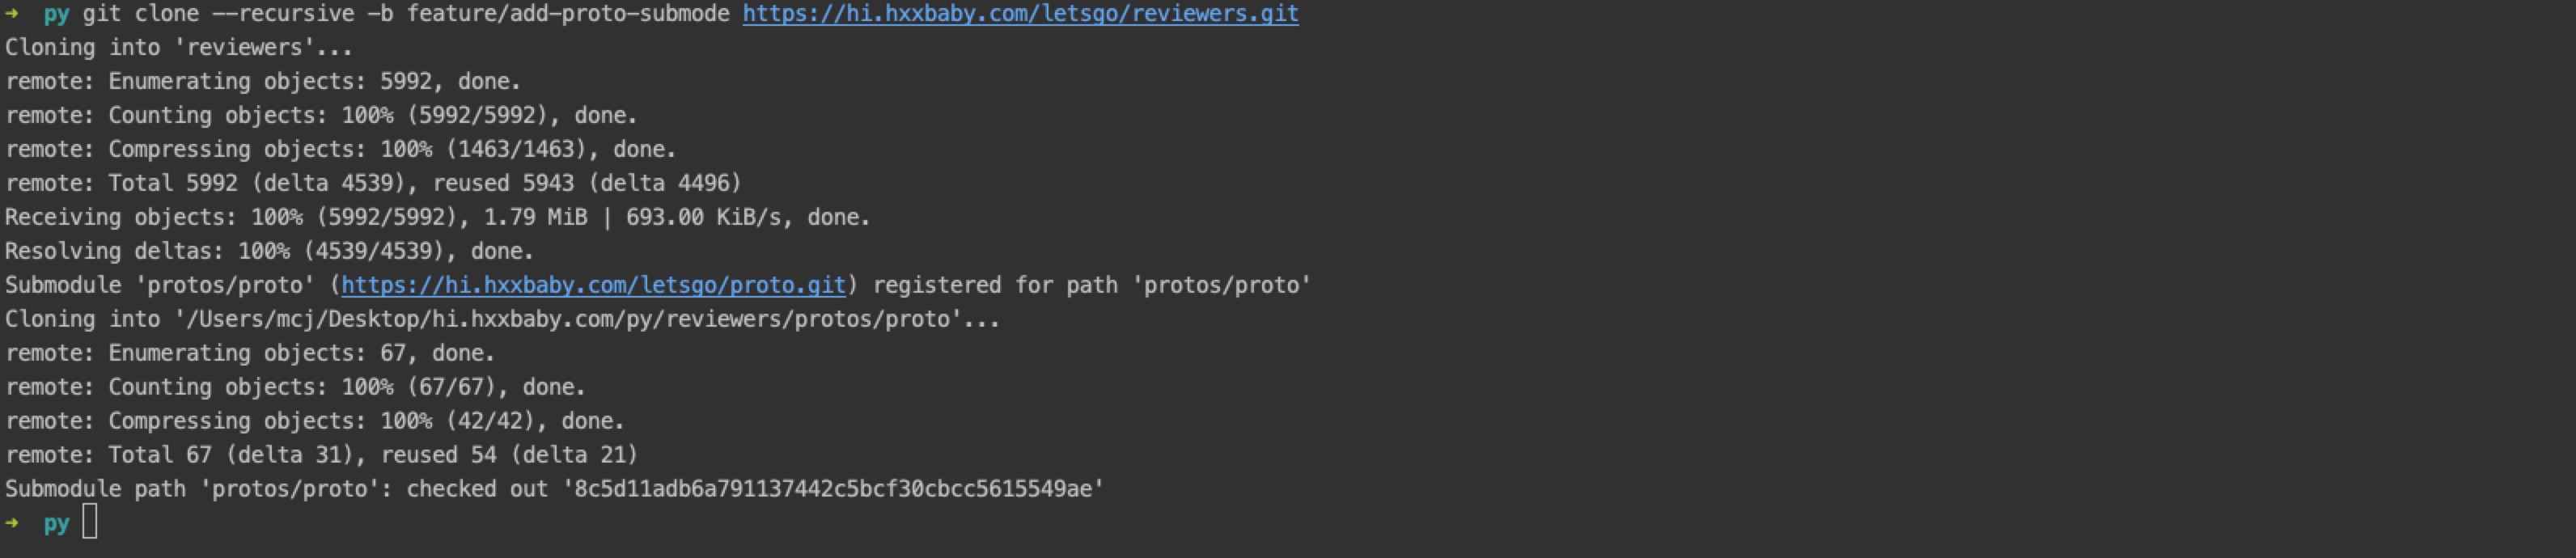 ➜  py git clone --recursive -b feature/add-proto-submode https://hi.hxxbaby.com/letsgo/reviewers.git
Cloning into 'reviewers'...
remote: Enumerating objects: 5992, done.
remote: Counting objects: 100% (5992/5992), done.
remote: Compressing objects: 100% (1463/1463), done.
remote: Total 5992 (delta 4539), reused 5943 (delta 4496)
Receiving objects: 100% (5992/5992), 1.79 MiB | 693.00 KiB/s, done.
Resolving deltas: 100% (4539/4539), done.
Submodule 'protos/proto' (https://hi.hxxbaby.com/letsgo/proto.git) registered for path 'protos/proto'
Cloning into '/Users/mcj/Desktop/hi.hxxbaby.com/py/reviewers/protos/proto'...
remote: Enumerating objects: 67, done.
remote: Counting objects: 100% (67/67), done.
remote: Compressing objects: 100% (42/42), done.
remote: Total 67 (delta 31), reused 54 (delta 21)
Submodule path 'protos/proto': checked out '8c5d11adb6a791137442c5bcf30cbcc5615549ae'
➜  py